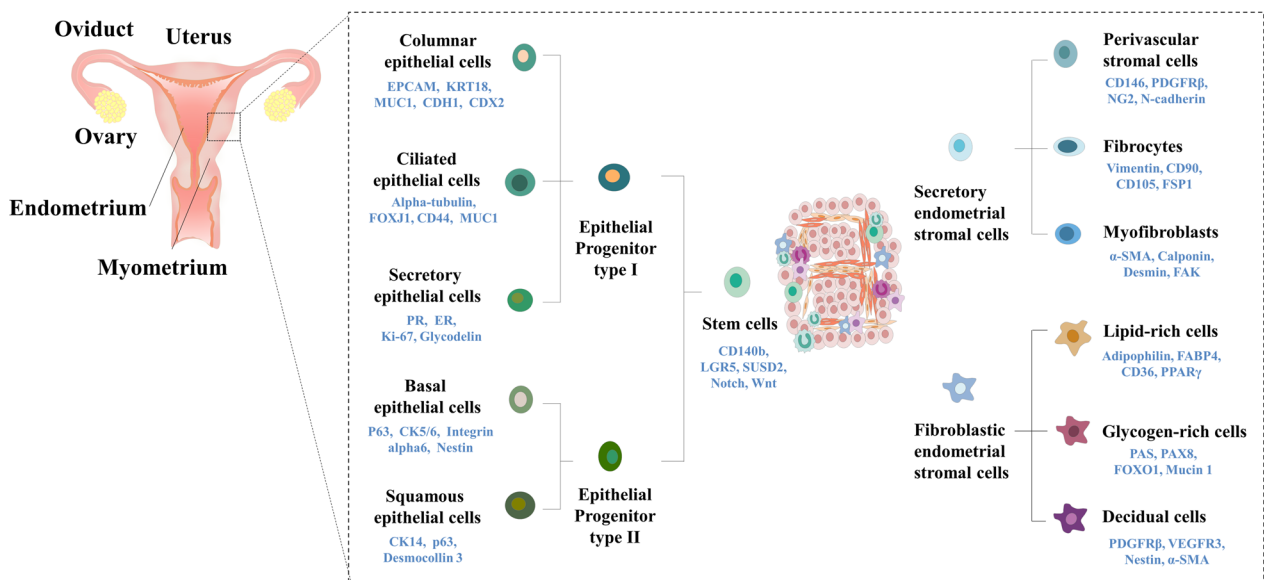 Oviduct
Uterus
Ovary
Endometrium
Myometrium
Columnar
epithelial cells
EPCAM, KRT18,
MUC1, CDH1, CDX2
Ciliated
epithelial cells
Alpha-tubulin,
FOXJ1, CD44, MUC1
Secretory
epithelial cells
PR, ER,
Ki-67, Glycodelin
Basal
epithelial cells
P63, CK5/6, Integrin
alpha6, Nestin
Squamous
epithelial cells
CK14, p63,
Desmocollin 3
Epithelial
Progenitor
type I
Epithelial
Progenitor
type II
Stem cells
CD140b,
LGR5, SUSD2,
Notch, Wnt
Secretory
endometrial
stromal cells
Fibroblastic
endometrial
stromal cells
Perivascular
stromal cells
CD146, PDGFRβ,
NG2, N-cadherin
Fibrocytes
Vimentin, CD90,
CD105, FSP1
Myofibroblasts
α-SMA, Calponin,
Desmin, FAK
Lipid-rich cells
Adipophilin, FABP4,
CD36, PPARγ
Glycogen-rich cells
PAS, PAX8,
FOXO1, Mucin 1
Decidual cells
PDGFRβ, VEGFR3,
Nestin, α-SMA